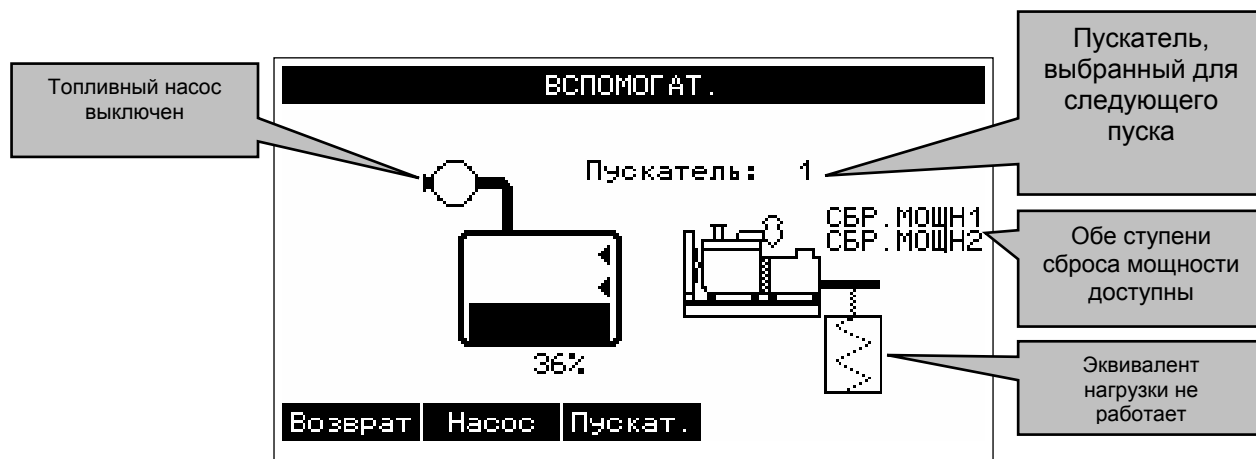 Топливный насос
выключен
ВСПОМОГАТ.
Пускатель,
выбранный для
следующего
пуска
Пускатель: 1
СБР.МОЩН1
СБР.МОЩН2
Обе ступени
сброса мощности
доступны
36%
Эквивалент
нагрузки не
работает
Возврат Насос Пускат.